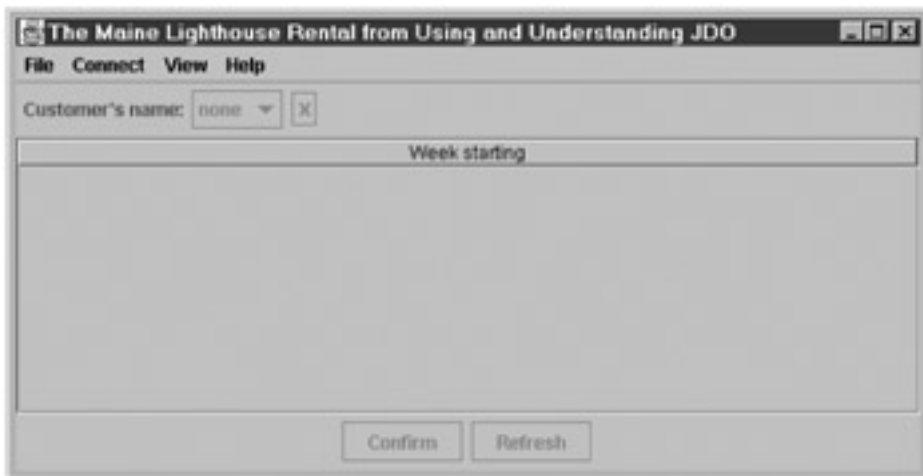 The Maine Lighthouse Rental from Using and Understanding JDO
File Connect View Help
Customer's name: none X
Week starting
Confirm Refresh